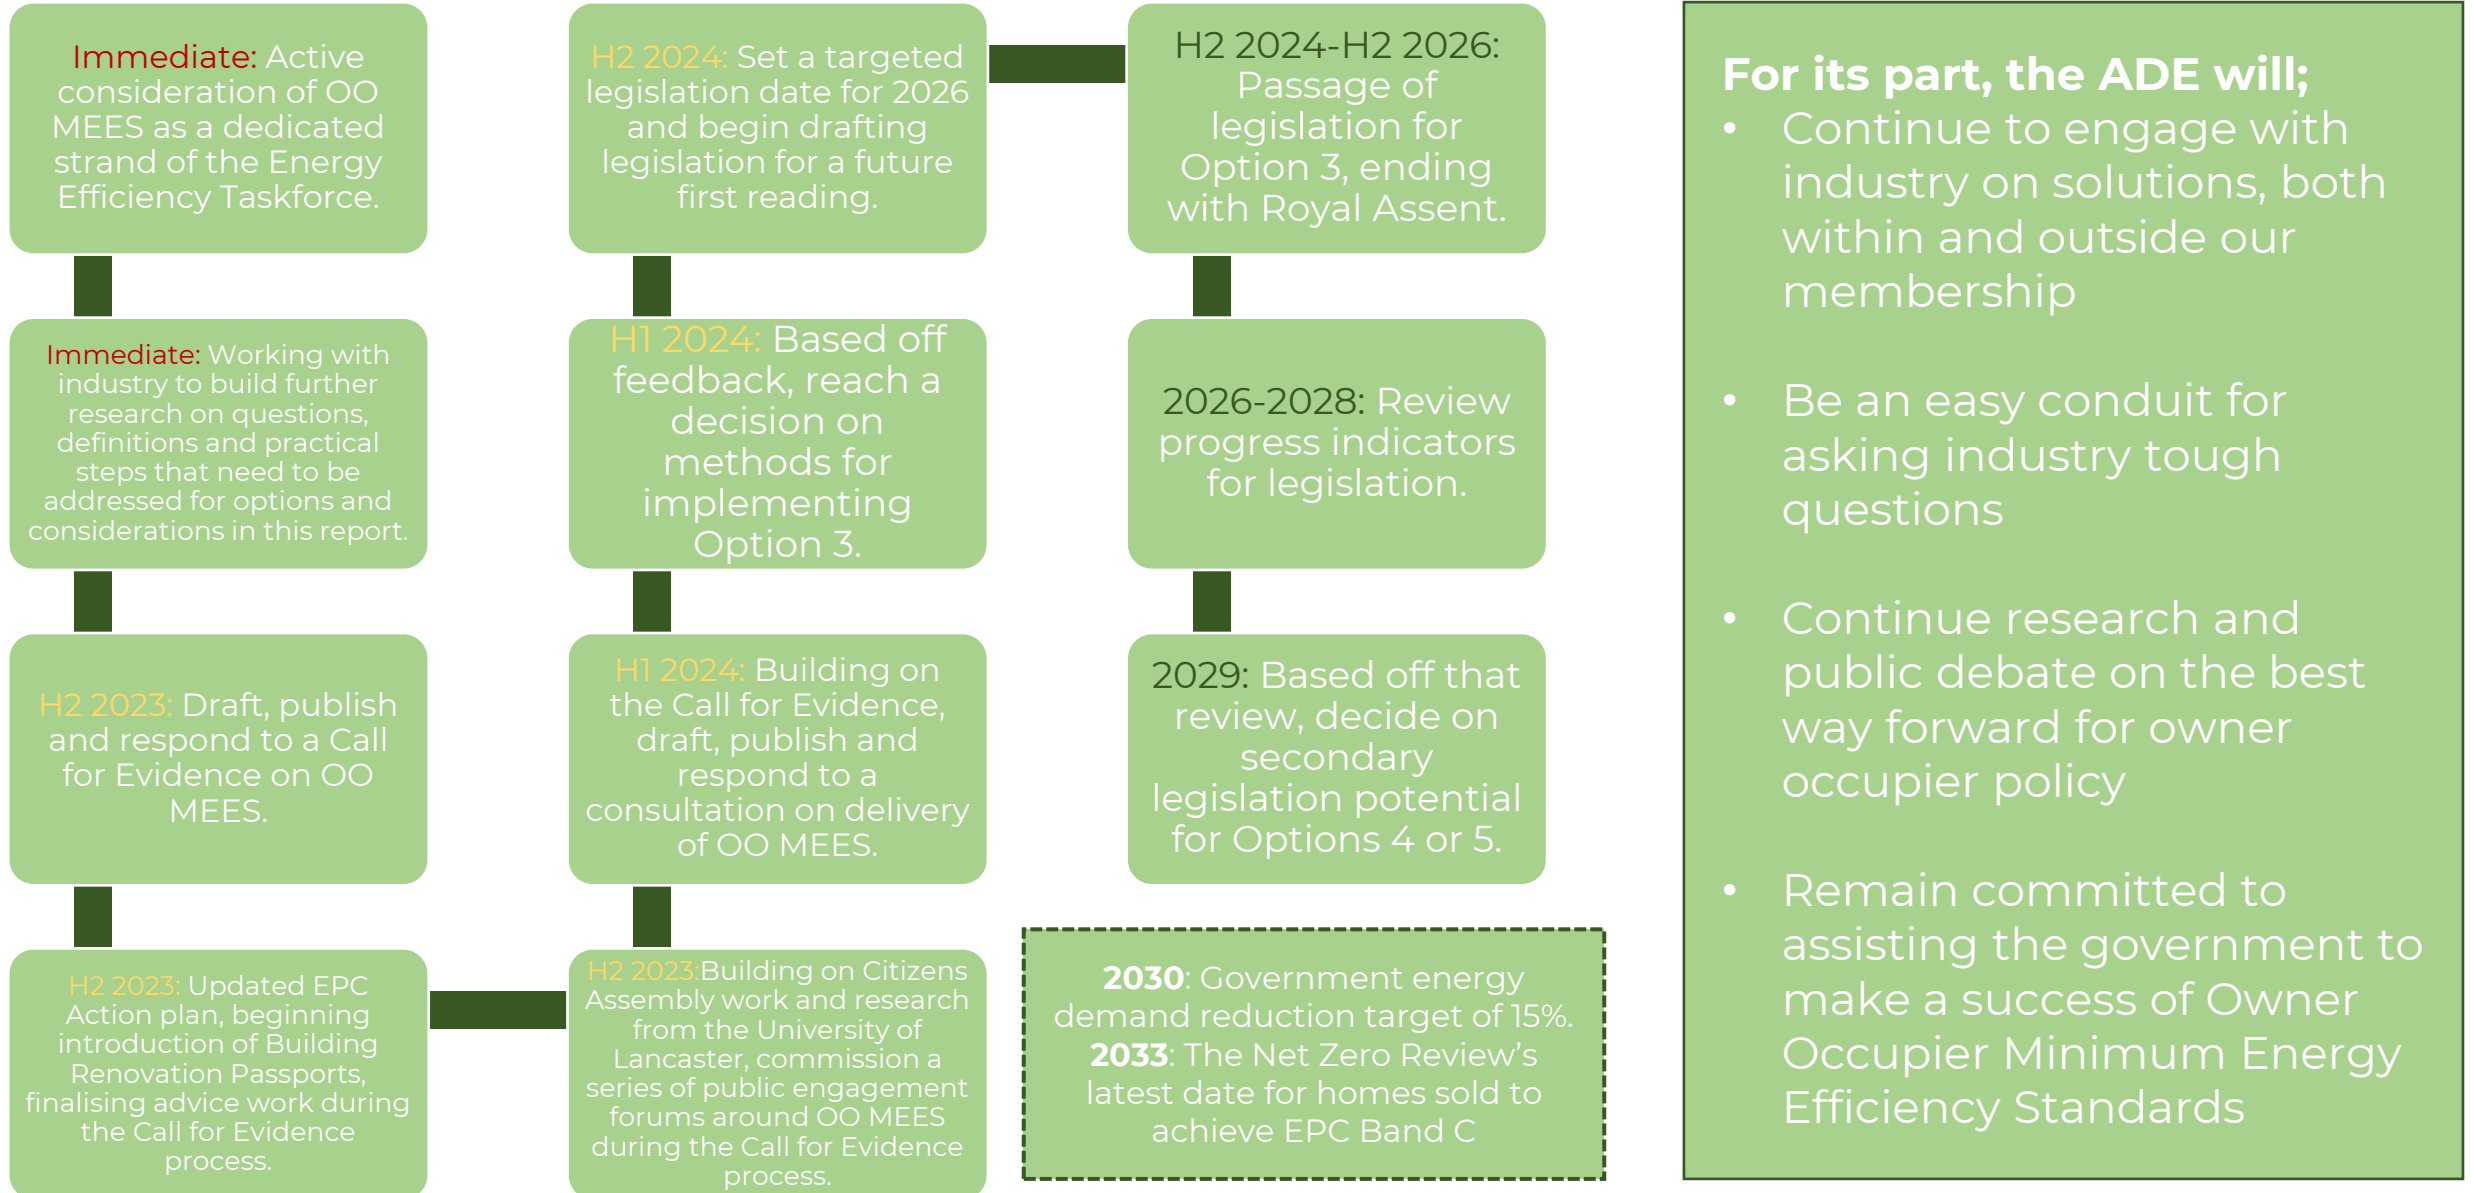 Immediate: Active
consideration of OO
MEES as a dedicated
strand of the Energy
Efficiency Taskforce.
Immediate: Working with
industry to build further
research on questions,
definitions and practical
steps that need to be
addressed for options and
considerations in this report.
H2 2023: Draft, publish
and respond to a Call
for Evidence on OO
MEES.
H2 2023: Updated EPC
Action plan, beginning
introduction of Building
Renovation Passports,
finalising advice work during
the Call for Evidence
process.
H2 2023:Building on Citizens
Assembly work and research
from the University of
Lancaster, commission a
series of public engagement
forums around OO MEES
during the Call for Evidence
process.
H1 2024: Building on
the Call for Evidence,
draft, publish and
respond to a
consultation on delivery
of OO MEES.
H1 2024: Based off
feedback, reach a
decision on
methods for
implementing
Option 3.
H2 2024: Set a targeted
legislation date for 2026
and begin drafting
legislation for a future
first reading.
H2 2024-H2 2026:
Passage of
legislation for
Option 3, ending
with Royal Assent.
2026-2028: Review
progress indicators
for legislation.
2029: Based off that
review, decide on
secondary
legislation potential
for Options 4 or 5.
2030: Government energy
demand reduction target of 15%.
2033: The Net Zero Review’s
latest date for homes sold to
achieve EPC Band C
For its part, the ADE will;
• Continue to engage with
industry on solutions, both
within and outside our
membership
• Be an easy conduit for
asking industry tough
questions
• Continue research and
public debate on the best
way forward for owner
occupier policy
• Remain committed to
assisting the government to
make a success of Owner
Occupier Minimum Energy
Efficiency Standards